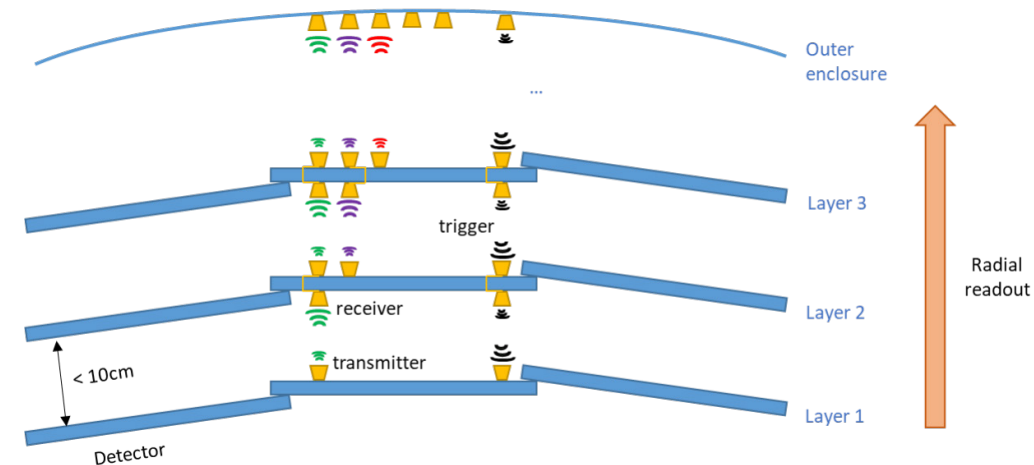 Outer
enclosure
...
Layer 3
trigger
Radial
readout
receiver
Layer 2
transmitter
< 10cm
Layer 1
Detector